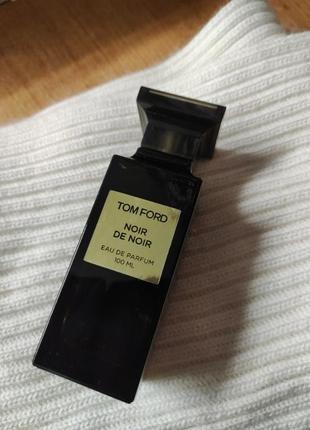 TOM FORD
NOIR
DE NOIR
EAU DE PARFUM
100 ML